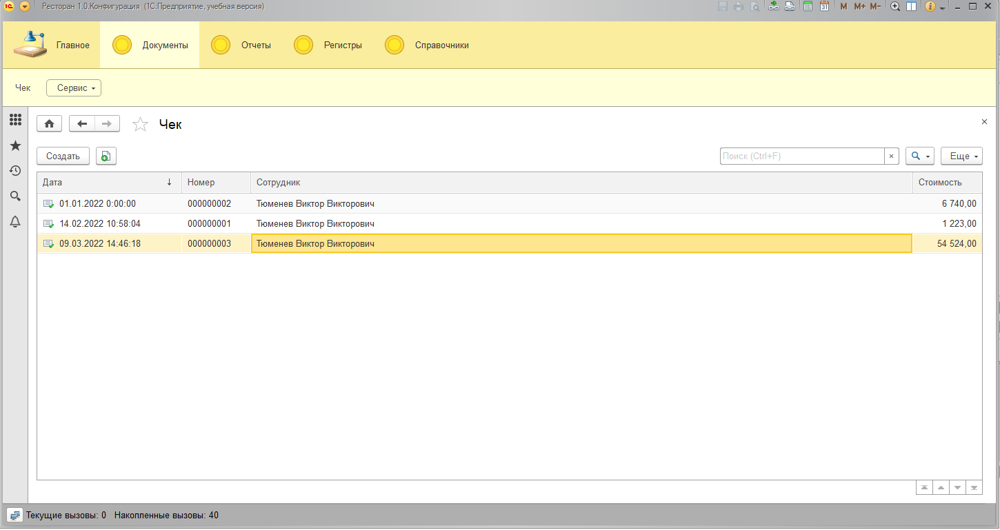 1С Ресторан 1.0.Конфигурация (1С:Предприятие, учебная версия) 31 M M+ M-
Главное Документы Отчеты Регистры Справочники
Чек Сервис
Чек
Создать Поиск (Ctrl+F) × Еще
Дата ↓ Номер Сотрудник Стоимость
01.01.2022 0:00:00 000000002 Тюменев Виктор Викторович 6 740,00
14.02.2022 10:58:04 000000001 Тюменев Виктор Викторович 1 223,00
09.03.2022 14:46:18 000000003 Тюменев Виктор Викторович 54 524,00
Текущие вызовы: 0 Накопленные вызовы: 40